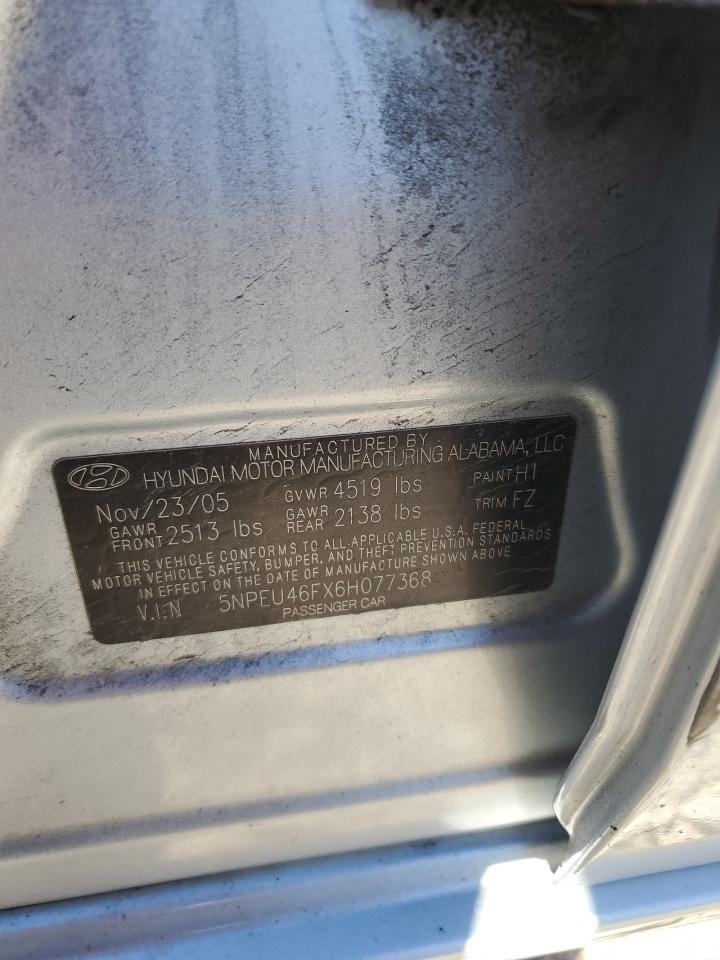 MANUFACTURED BY
HYUNDAI MOTOR MANUFACTURING ALABAMA, LLC
Nov/23/05 GVWR 4519 lbs PAINT H1
GAWR FRONT 2513 lbs GAWR REAR 2138 lbs TRIM FZ
THIS VEHICLE CONFORMS TO ALL APPLICABLE U.S.A. FEDERAL
MOTOR VEHICLE SAFETY, BUMPER, AND THEFT PREVENTION STANDARDS
IN EFFECT ON THE DATE OF MANUFACTURE SHOWN ABOVE
V.I.N 5NPEU46FX6H077368
PASSENGER CAR